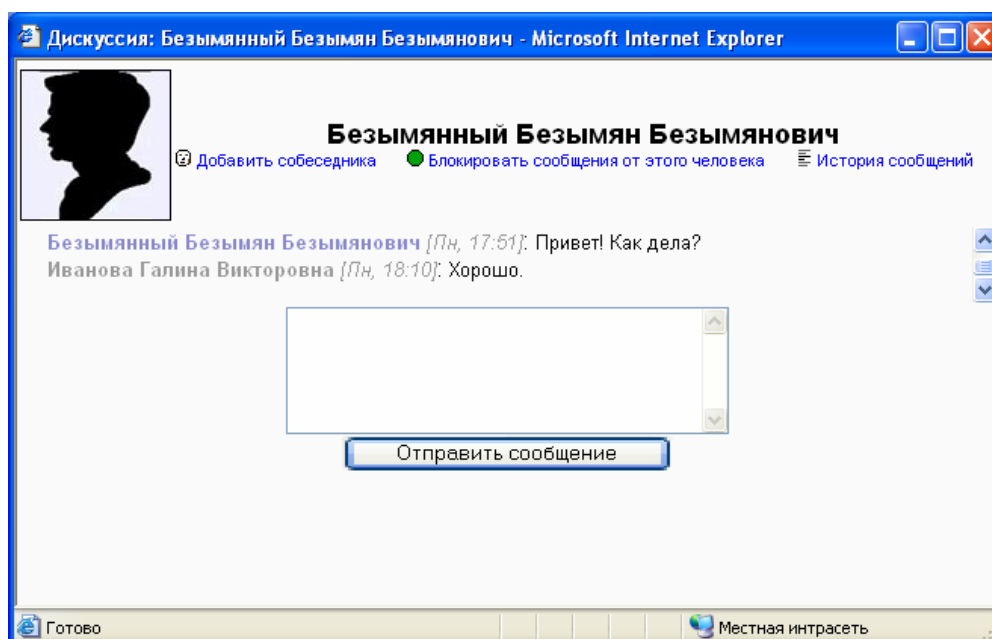 Дискуссия: Безымянный Безымян Безымянович - Microsoft Internet Explorer
Безымянный Безымян Безымянович
Добавить собеседника Блокировать сообщения от этого человека История сообщений
Безымянный Безымян Безымянович [Пн, 17:51]: Привет! Как дела?
Иванова Галина Викторовна [Пн, 18:10]: Хорошо.
Отправить сообщение
Готово Местная интрасеть